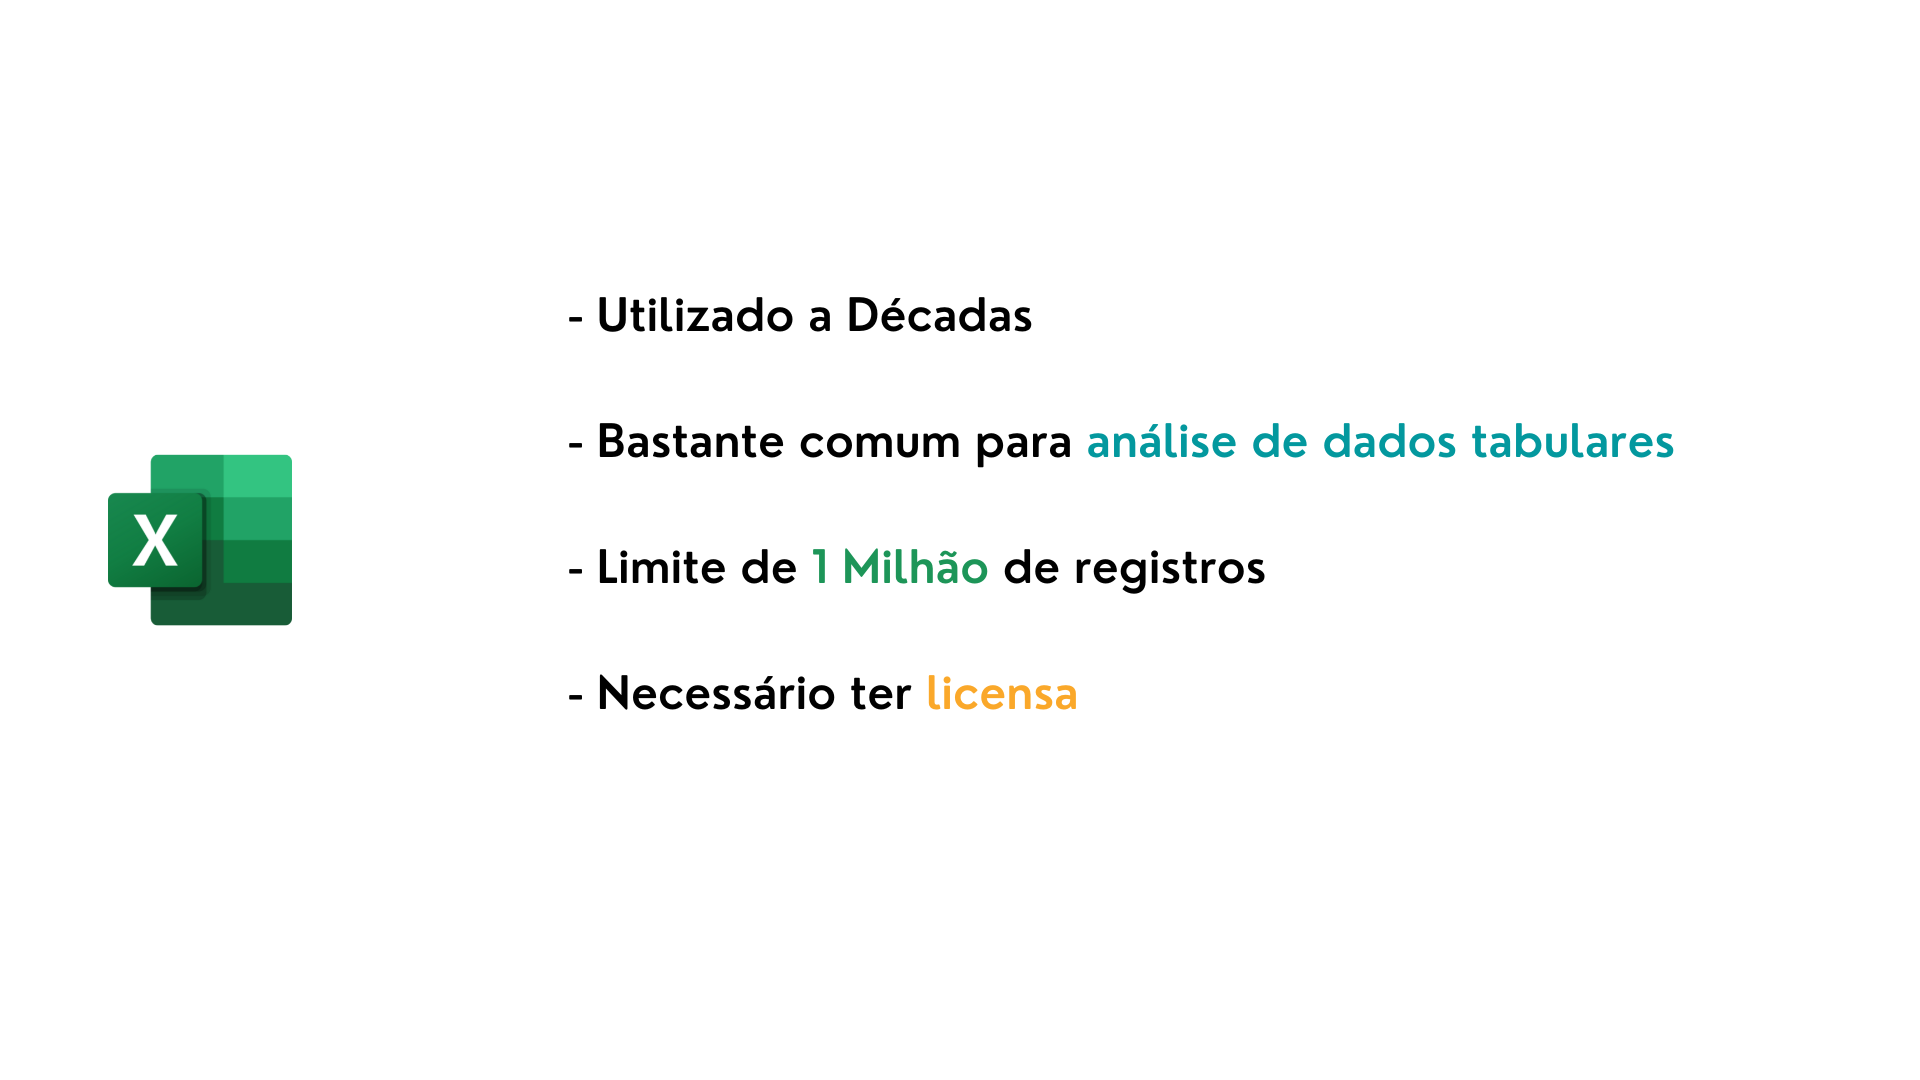 - Utilizado a Décadas
- Bastante comum para análise de dados tabulares
X
- Limite de 1 Milhão de registros
- Necessário ter licensa